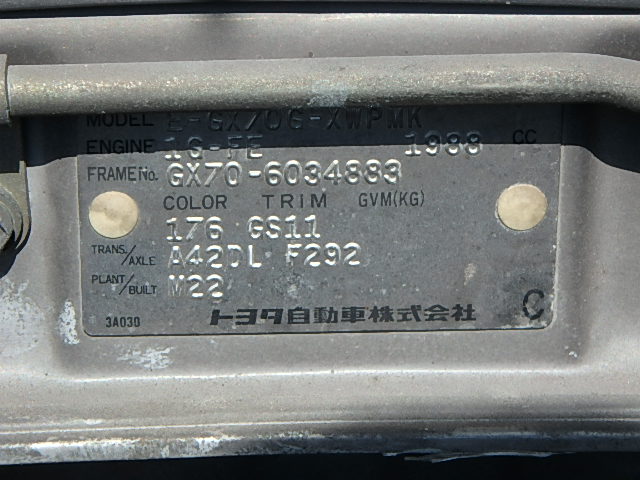 MODEL E-GX70G-XWPMK
ENGINE 1G-FE 1988 CC
FRAME No. GX70-6034883
COLOR TRIM GVM(KG)
176 GS11
TRANS/AXLE A42DL F292
PLANT/BUILT M22
3A030 トヨタ自動車株式会社 C